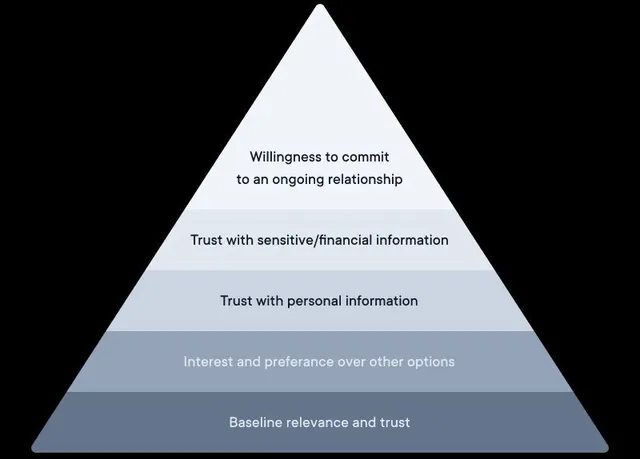 Willingness to commit
to an ongoing relationship
Trust with sensitive/financial information
Trust with personal information
Interest and preferance over other options
Baseline relevance and trust